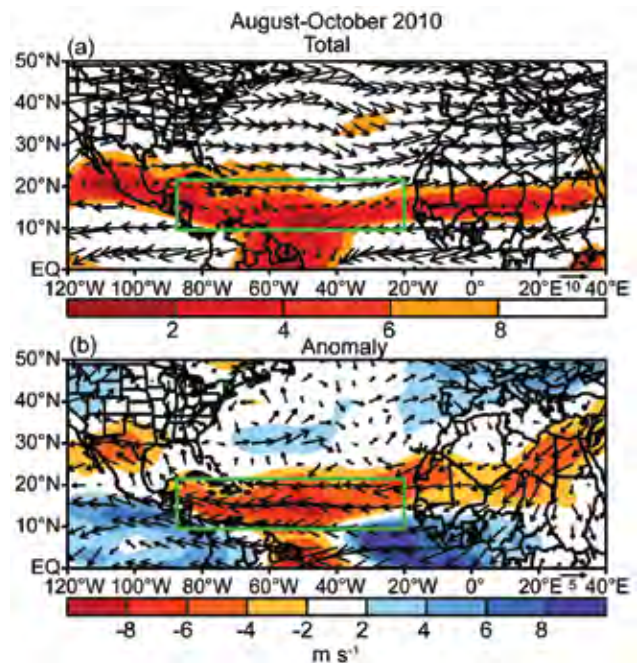 August-October 2010
Total
(a)
50°N
40°N
30°N
20°N
10°N
EQ
120°W 100°W 80°W 60°W 40°W 20°W 0° 20°E 10 40°E
2 4 6 8
(b) Anomaly
50°N
40°N
30°N
20°N
10°N
EQ
120°W 100°W 80°W 60°W 40°W 20°W 0° 20°E 5 40°E
-8 -6 -4 -2 2 4 6 8
m s⁻¹